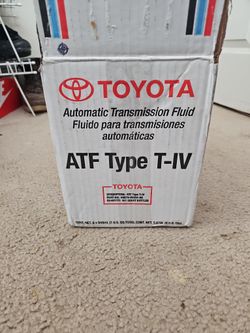 TOYOTA
Automatic Transmission Fluid
Fluido para transmisiones
automáticas
ATF Type T-IV
TOYOTA